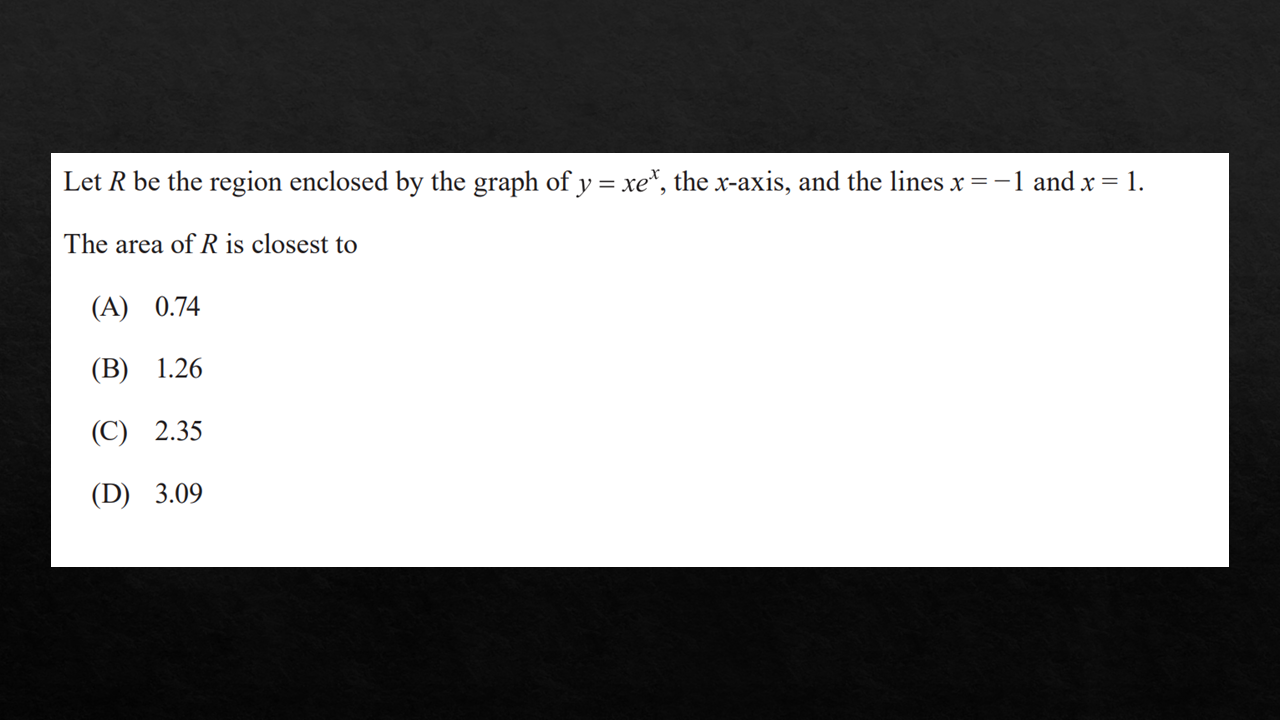 Let R be the region enclosed by the graph of y = xeˣ, the x-axis, and the lines x = −1 and x = 1.
The area of R is closest to
(A) 0.74
(B) 1.26
(C) 2.35
(D) 3.09